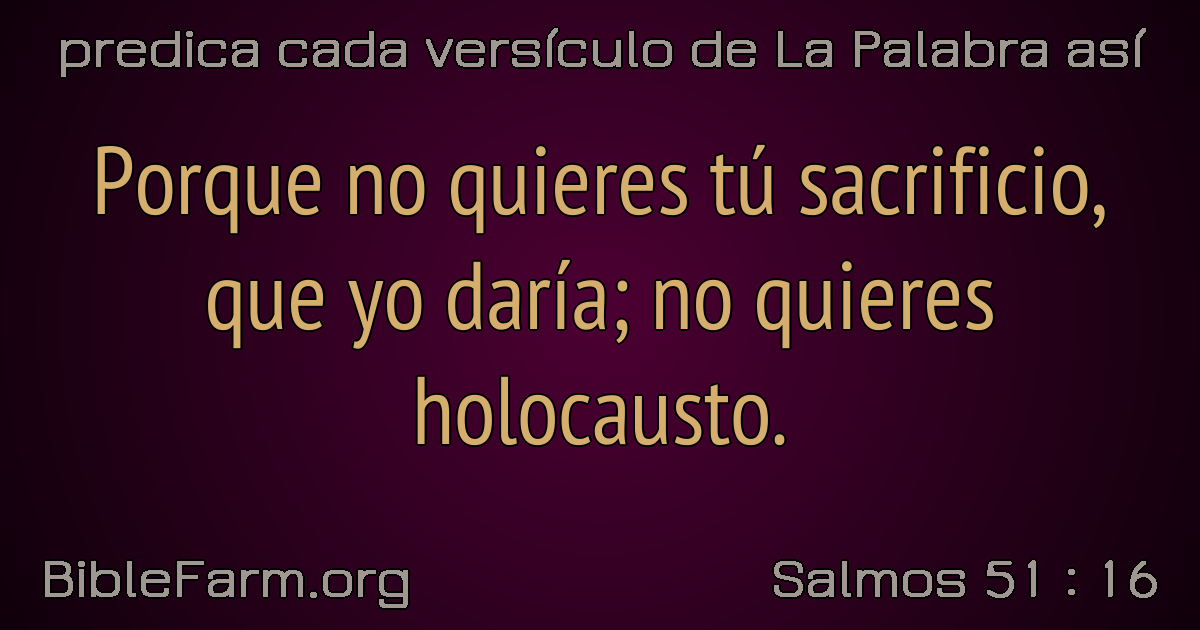 predica cada versículo de La Palabra así
Porque no quieres tú sacrificio,
que yo daría; no quieres
holocausto.
BibleFarm.org
Salmos 51 : 16